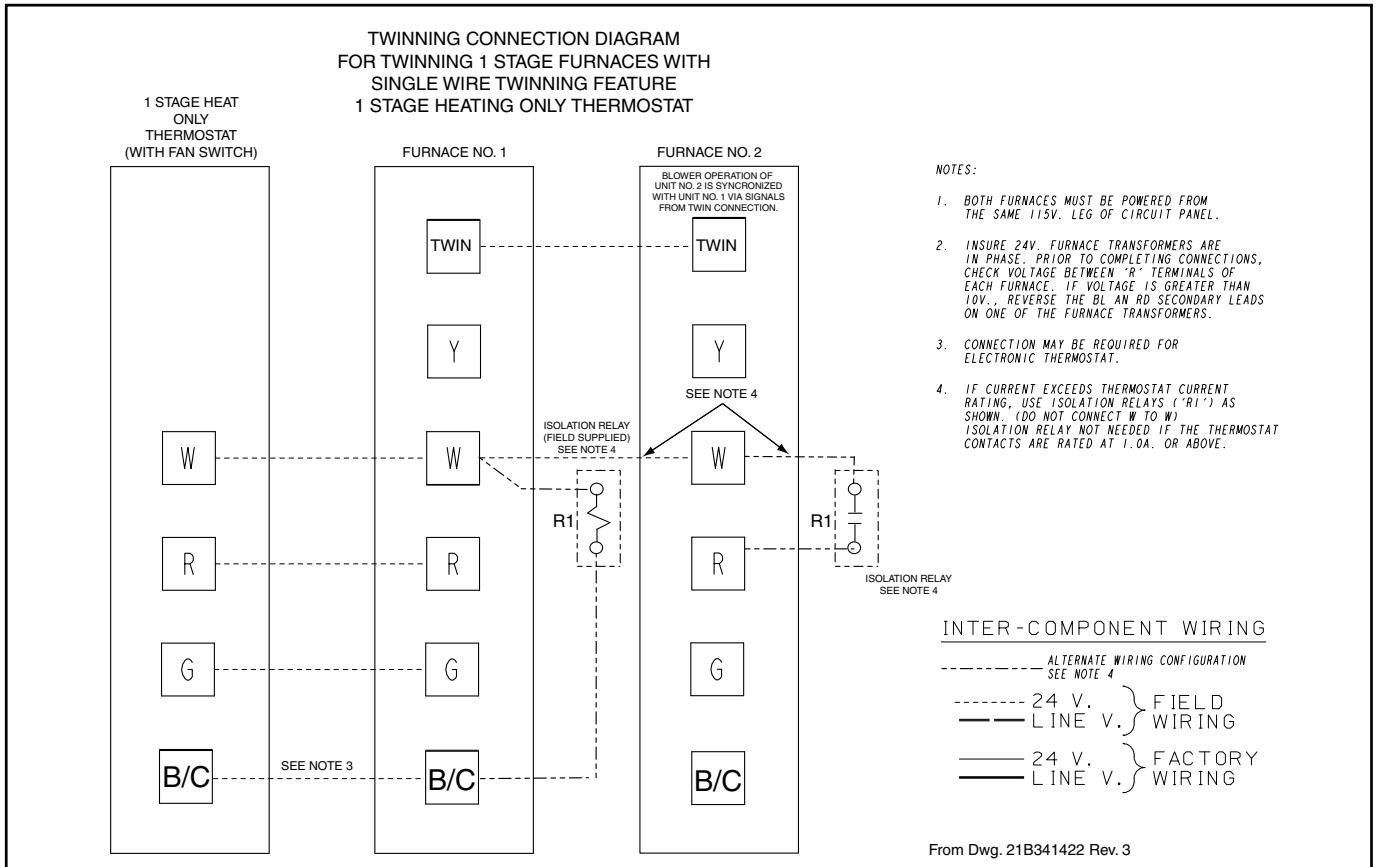 TWINNING CONNECTION DIAGRAM
FOR TWINNING 1 STAGE FURNACES WITH
SINGLE WIRE TWINNING FEATURE
1 STAGE HEATING ONLY THERMOSTAT
1 STAGE HEAT
ONLY
THERMOSTAT
(WITH FAN SWITCH)
W
R
G
B/C
SEE NOTE 3
FURNACE NO. 1
TWIN
Y
W
R
G
B/C
ISOLATION RELAY
(FIELD SUPPLIED)
SEE NOTE 4
R1
FURNACE NO. 2
BLOWER OPERATION OF
UNIT NO. 2 IS SYNCRONIZED
WITH UNIT NO. 1 VIA SIGNALS
FROM TWIN CONNECTION.
TWIN
Y
SEE NOTE 4
W
R
G
B/C
R1
ISOLATION RELAY
SEE NOTE 4
NOTES:
1. BOTH FURNACES MUST BE POWERED FROM
THE SAME 115V. LEG OF CIRCUIT PANEL.
2. INSURE 24V. FURNACE TRANSFORMERS ARE
IN PHASE. PRIOR TO COMPLETING CONNECTIONS,
CHECK VOLTAGE BETWEEN 'R' TERMINALS OF
EACH FURNACE. IF VOLTAGE IS GREATER THAN
10V., REVERSE THE BL AN RD SECONDARY LEADS
ON ONE OF THE FURNACE TRANSFORMERS.
3. CONNECTION MAY BE REQUIRED FOR
ELECTRONIC THERMOSTAT.
4. IF CURRENT EXCEEDS THERMOSTAT CURRENT
RATING, USE ISOLATION RELAYS ('R1') AS
SHOWN. (DO NOT CONNECT W TO W)
ISOLATION RELAY NOT NEEDED IF THE THERMOSTAT
CONTACTS ARE RATED AT 1.0A. OR ABOVE.
INTER-COMPONENT WIRING
ALTERNATE WIRING CONFIGURATION
SEE NOTE 4
24 V. FIELD
LINE V. WIRING
24 V. FACTORY
LINE V. WIRING
From Dwg. 21B341422 Rev. 3